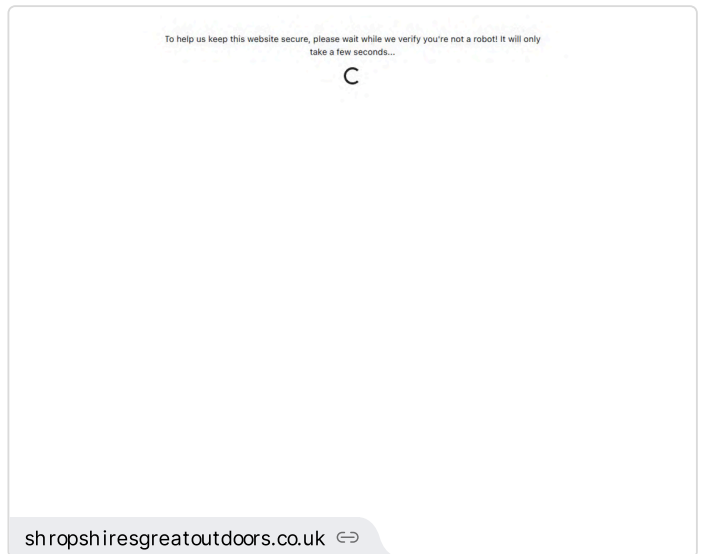 To help us keep this website secure, please wait while we verify you're not a robot! It will only
take a few seconds...
shropshiresgreatoutdoors.co.uk